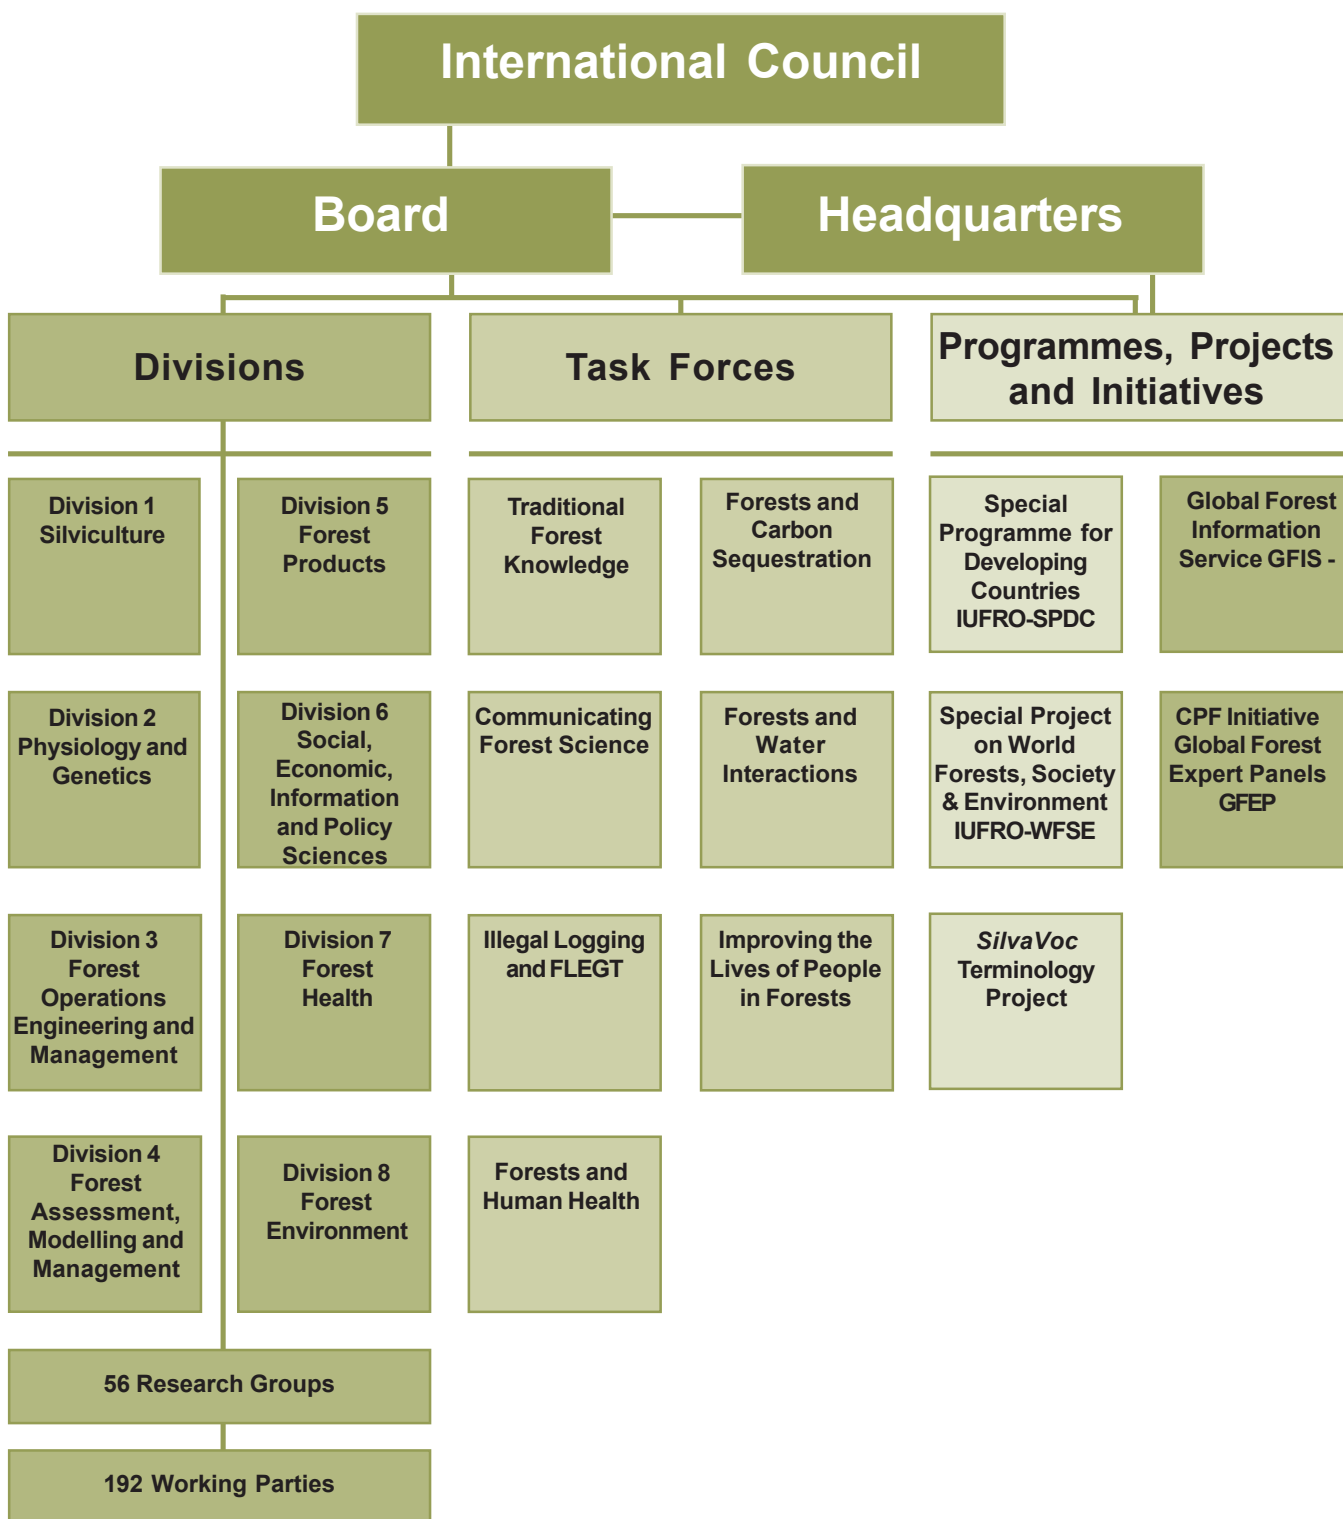 International Council
Board
Headquarters
Divisions
Task Forces
Programmes, Projects
and Initiatives
Division 1
Silviculture
Division 5
Forest
Products
Traditional
Forest
Knowledge
Forests and
Carbon
Sequestration
Special
Programme for
Developing
Countries
IUFRO-SPDC
Global Forest
Information
Service GFIS -
Division 2
Physiology and
Genetics
Division 6
Social,
Economic,
Information
and Policy
Sciences
Communicating
Forest Science
Forests and
Water
Interactions
Special Project
on World
Forests, Society
& Environment
IUFRO-WFSE
CPF Initiative
Global Forest
Expert Panels
GFEP
Division 3
Forest
Operations
Engineering and
Management
Division 7
Forest
Health
Illegal Logging
and FLEGT
Improving the
Lives of People
in Forests
SilvaVoc
Terminology
Project
Division 4
Forest
Assessment,
Modelling and
Management
Division 8
Forest
Environment
Forests and
Human Health
56 Research Groups
192 Working Parties